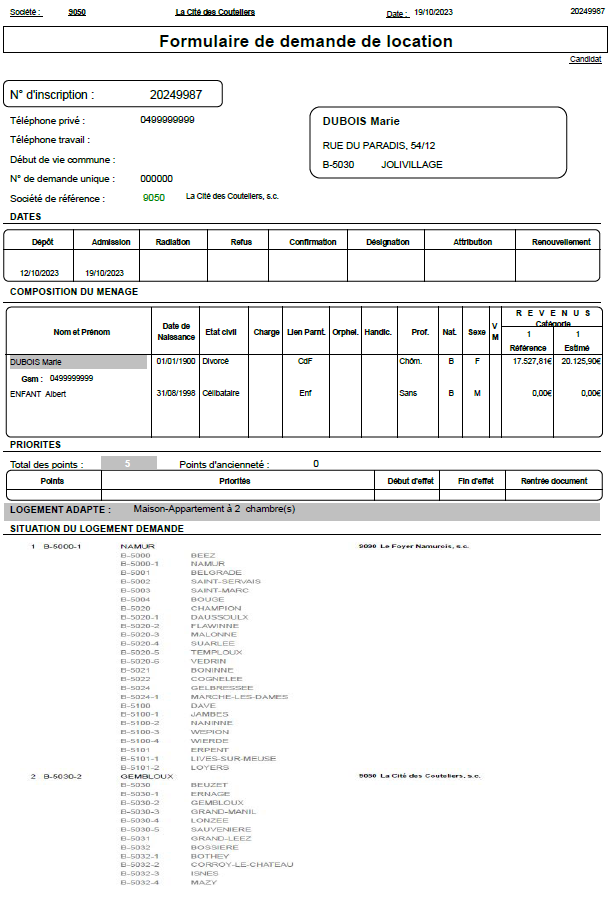 Société : 9050 La Cité des Couteliers Date : 19/10/2023 20249987
Formulaire de demande de location
Candidat
N° d'inscription : 20249987
Téléphone privé : 0499999999
Téléphone travail :
Début de vie commune :
N° de demande unique : 000000
Société de référence : 9050 La Cité des Couteliers, s.c.
DUBOIS Marie
RUE DU PARADIS, 54/12
B-5030 JOLIVILLAGE
DATES
Dépôt Admission Radiation Refus Confirmation Désignation Attribution Renouvellement
12/10/2023 19/10/2023
COMPOSITION DU MENAGE
R E V E N U S
Catégorie
Nom et Prénom Date de Naissance Etat civil Charge Lien Parnt. Orphel. Handic. Prof. Nat. Sexe V M 1 Référence 1 Estimé
DUBOIS Marie 01/01/1900 Divorcé CdF Chôm. B F 17.527,81€ 20.125,90€
Gsm : 0499999999
ENFANT Albert 31/08/1998 Célibataire Enf Sans B M 0,00€ 0,00€
PRIORITES
Total des points : 5 Points d'ancienneté : 0
Points Priorités Début d'effet Fin d'effet Rentrée document
LOGEMENT ADAPTE : Maison-Appartement à 2 chambre(s)
SITUATION DU LOGEMENT DEMANDE
1 B-5000-1 NAMUR 9090 Le Foyer Namurois, s.c.
B-5000 BEEZ
B-5000-1 NAMUR
B-5001 BELGRADE
B-5002 SAINT-SERVAIS
B-5003 SAINT-MARC
B-5004 BOUGE
B-5020 CHAMPION
B-5020-1 DAUSSOULX
B-5020-2 FLAWINNE
B-5020-3 MALONNE
B-5020-4 SUARLEE
B-5020-5 TEMPLOUX
B-5020-6 VEDRIN
B-5021 BONINNE
B-5022 COGNELEE
B-5024 GELBRESSEE
B-5024-1 MARCHE-LES-DAMES
B-5100 DAVE
B-5100-1 JAMBES
B-5100-2 NANINNE
B-5100-3 WEPION
B-5100-4 WIERDE
B-5101 ERPENT
B-5101-1 LIVES-SUR-MEUSE
B-5101-2 LOYERS
2 B-5030-2 GEMBLOUX 9050 La Cité des Couteliers, s.c.
B-5030 BEUZET
B-5030-1 ERNAGE
B-5030-2 GEMBLOUX
B-5030-3 GRAND-MANIL
B-5030-4 LONZEE
B-5030-5 SAUVENIERE
B-5031 GRAND-LEEZ
B-5032 BOSSIERE
B-5032-1 BOTHEY
B-5032-2 CORROY-LE-CHATEAU
B-5032-3 ISNES
B-5032-4 MAZY